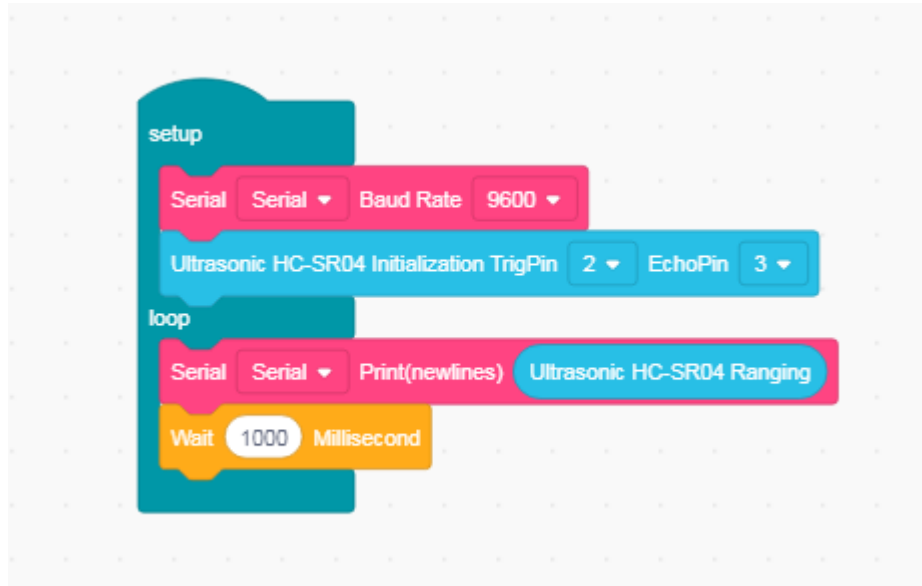 setup
Serial Serial Baud Rate 9600
Ultrasonic HC-SR04 Initialization TrigPin 2 EchoPin 3
loop
Serial Serial Print(newlines) Ultrasonic HC-SR04 Ranging
Wait 1000 Millisecond